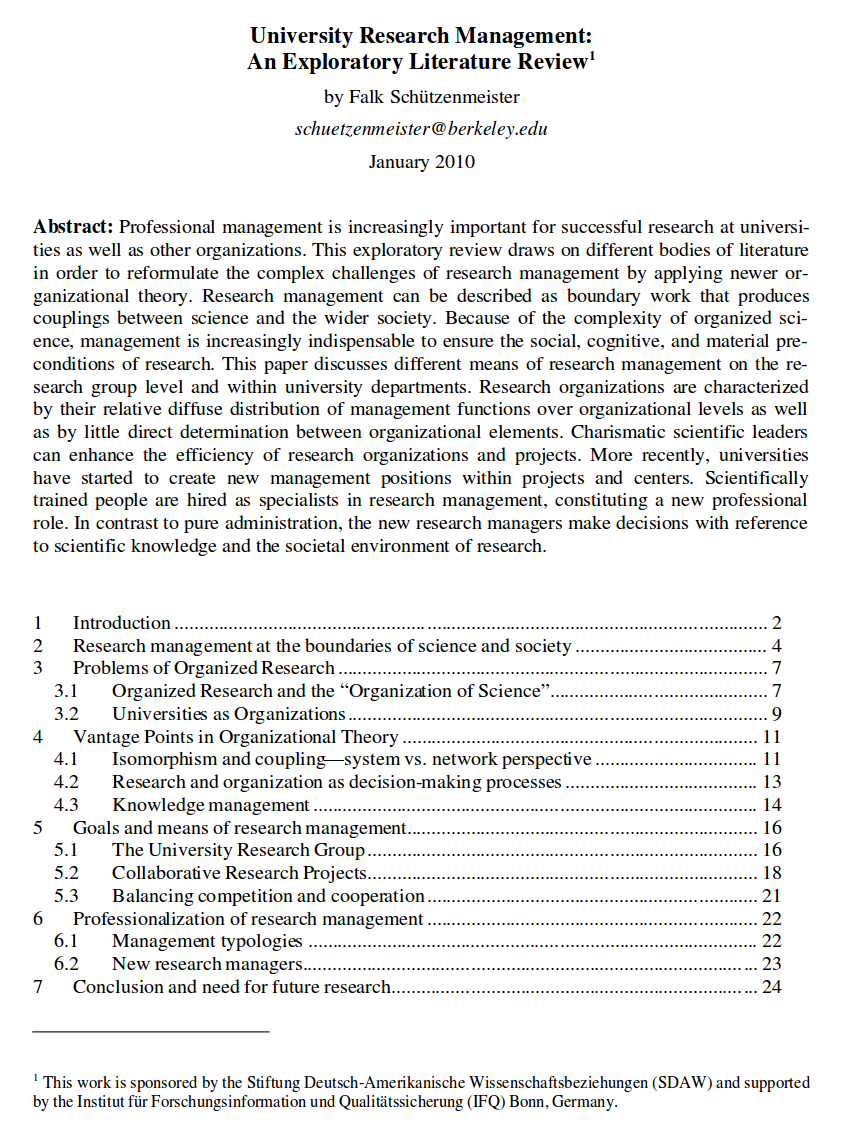 University Research Management:
An Exploratory Literature Review¹
by Falk Schützenmeister
schuetzenmeister@berkeley.edu
January 2010
Abstract: Professional management is increasingly important for successful research at universi-
ties as well as other organizations. This exploratory review draws on different bodies of literature
in order to reformulate the complex challenges of research management by applying newer or-
ganizational theory. Research management can be described as boundary work that produces
couplings between science and the wider society. Because of the complexity of organized sci-
ence, management is increasingly indispensable to ensure the social, cognitive, and material pre-
conditions of research. This paper discusses different means of research management on the re-
search group level and within university departments. Research organizations are characterized
by their relative diffuse distribution of management functions over organizational levels as well
as by little direct determination between organizational elements. Charismatic scientific leaders
can enhance the efficiency of research organizations and projects. More recently, universities
have started to create new management positions within projects and centers. Scientifically
trained people are hired as specialists in research management, constituting a new professional
role. In contrast to pure administration, the new research managers make decisions with reference
to scientific knowledge and the societal environment of research.
1 Introduction ........ 2
2 Research management at the boundaries of science and society ........ 4
3 Problems of Organized Research ........ 7
3.1 Organized Research and the “Organization of Science” ........ 7
3.2 Universities as Organizations ........ 9
4 Vantage Points in Organizational Theory ........ 11
4.1 Isomorphism and coupling—system vs. network perspective ........ 11
4.2 Research and organization as decision-making processes ........ 13
4.3 Knowledge management ........ 14
5 Goals and means of research management ........ 16
5.1 The University Research Group ........ 16
5.2 Collaborative Research Projects ........ 18
5.3 Balancing competition and cooperation ........ 21
6 Professionalization of research management ........ 22
6.1 Management typologies ........ 22
6.2 New research managers ........ 23
7 Conclusion and need for future research ........ 24
¹ This work is sponsored by the Stiftung Deutsch-Amerikanische Wissenschaftsbeziehungen (SDAW) and supported
by the Institut für Forschungsinformation und Qualitätssicherung (IFQ) Bonn, Germany.